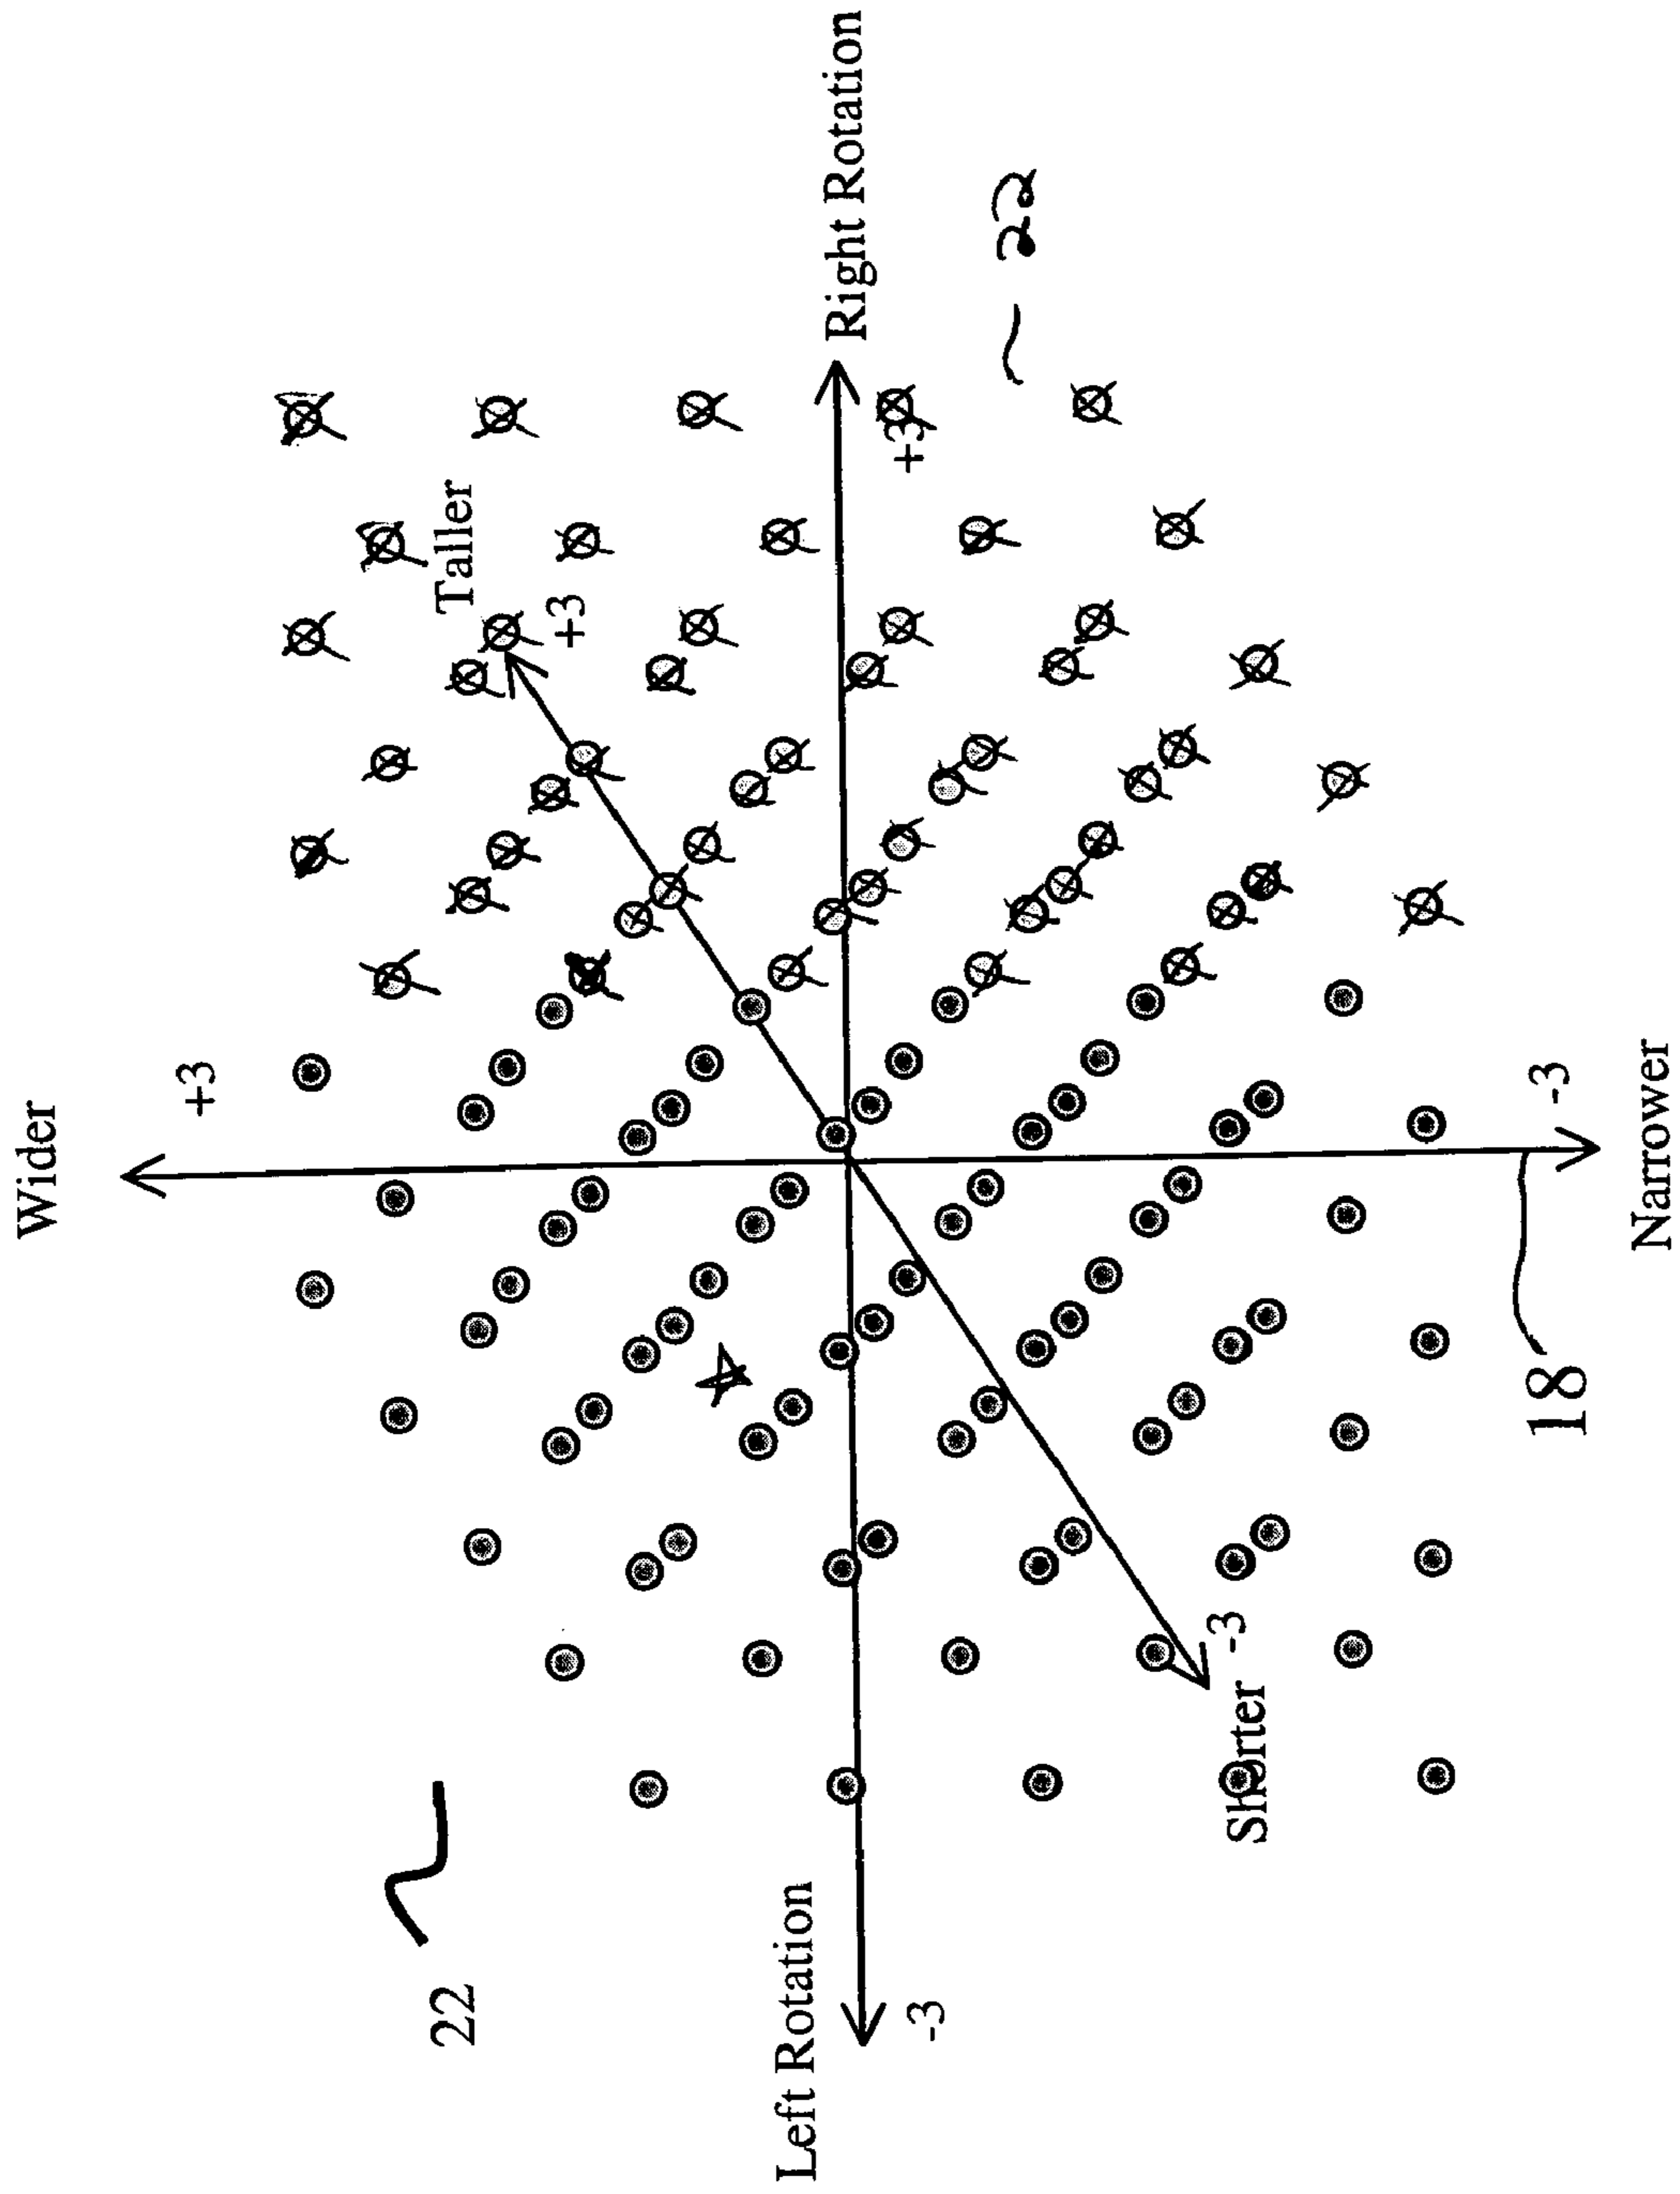 Wider
+3
Taller
+3
Left Rotation
-3
Right Rotation
+3
22
22
Shorter
-3
-3
Narrower
18